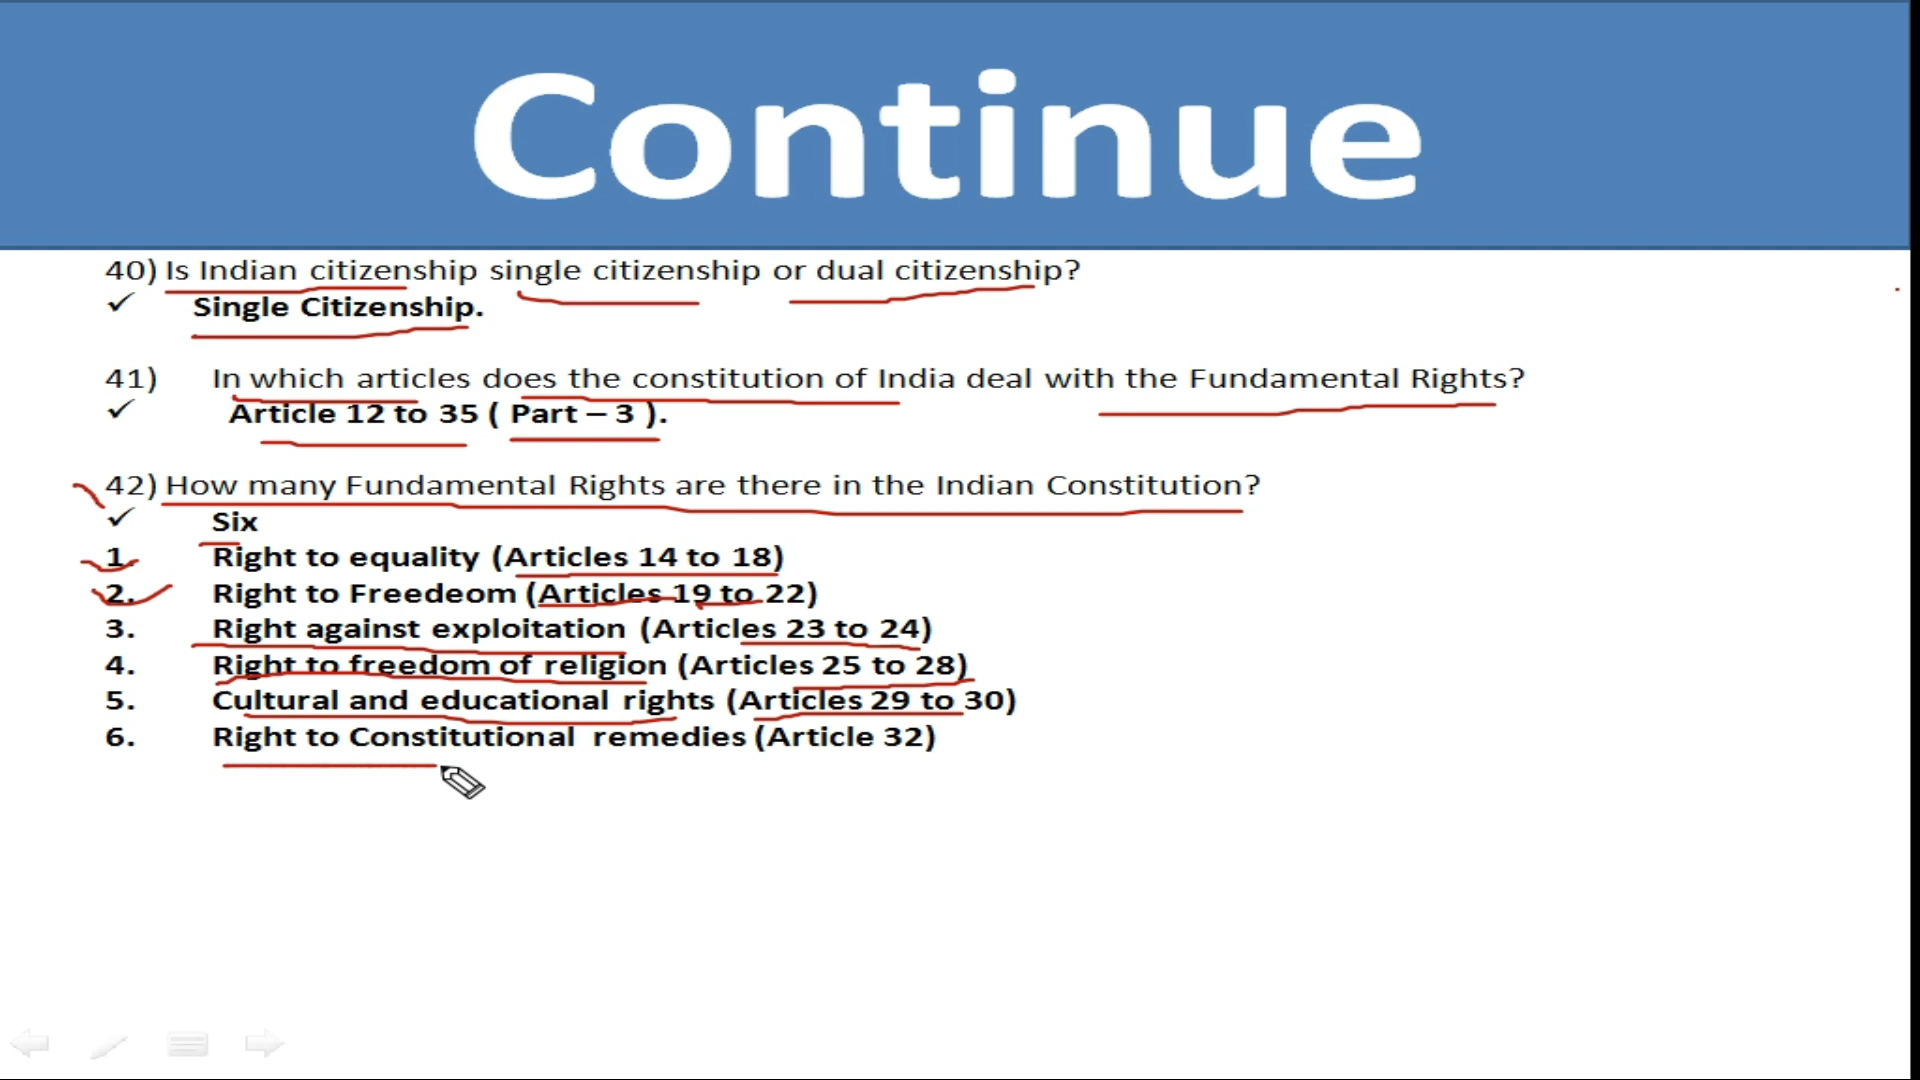 Continue
40) Is Indian citizenship single citizenship or dual citizenship?
✓ Single Citizenship.
41) In which articles does the constitution of India deal with the Fundamental Rights?
✓ Article 12 to 35 ( Part – 3 ).
42) How many Fundamental Rights are there in the Indian Constitution?
✓ Six
1. Right to equality (Articles 14 to 18)
2. Right to Freedeom (Articles 19 to 22)
3. Right against exploitation (Articles 23 to 24)
4. Right to freedom of religion (Articles 25 to 28)
5. Cultural and educational rights (Articles 29 to 30)
6. Right to Constitutional remedies (Article 32)